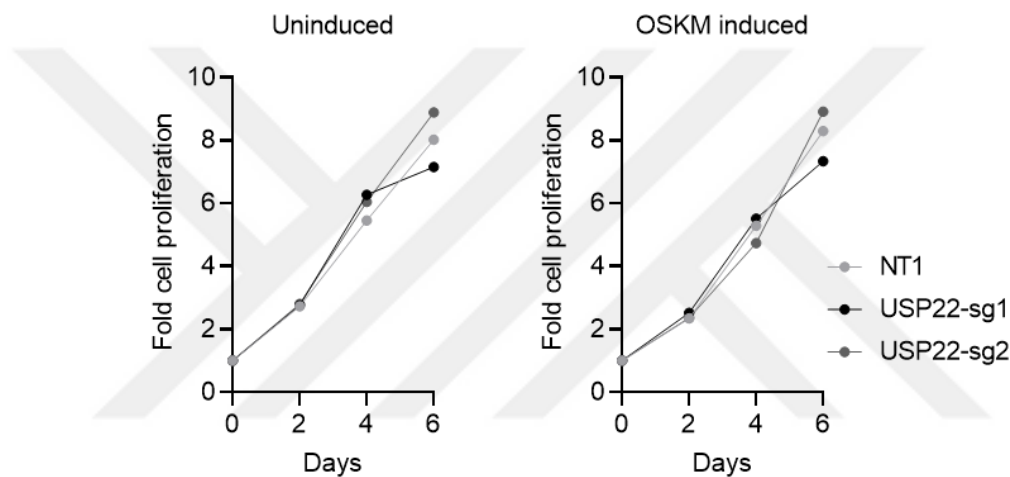 Uninduced
OSKM induced
Fold cell proliferation
10
8
6
4
2
0
0 2 4 6
Days
Fold cell proliferation
10
8
6
4
2
0
0 2 4 6
Days
NT1
USP22-sg1
USP22-sg2